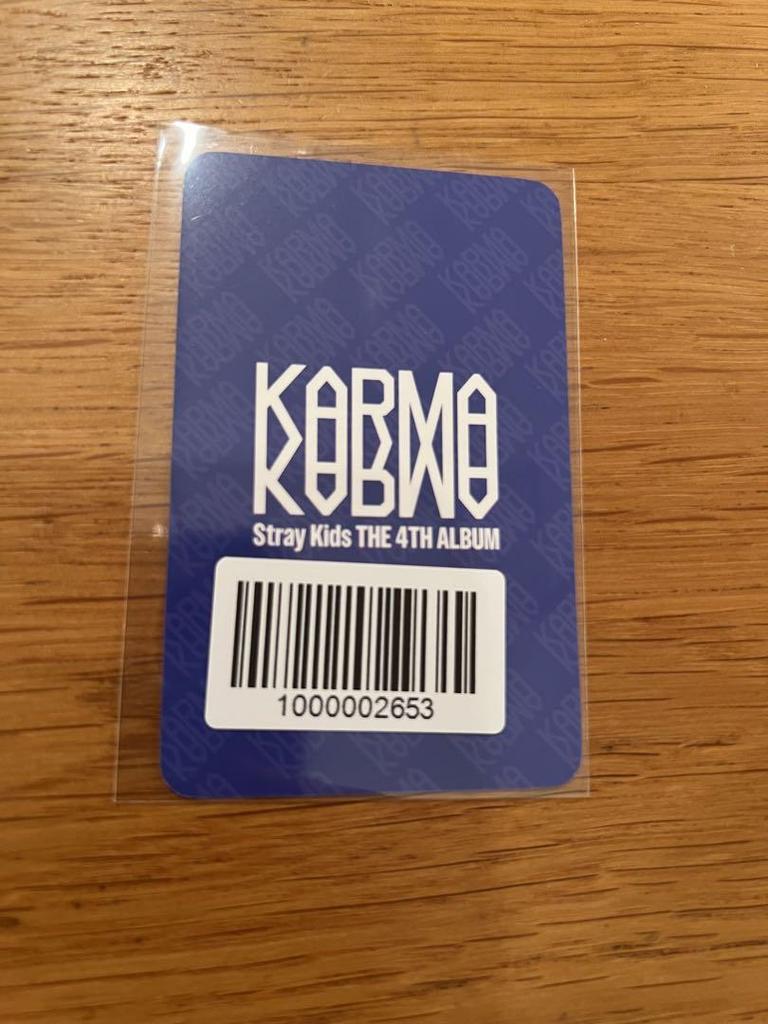 KARMA
Stray Kids THE 4TH ALBUM
1000002653